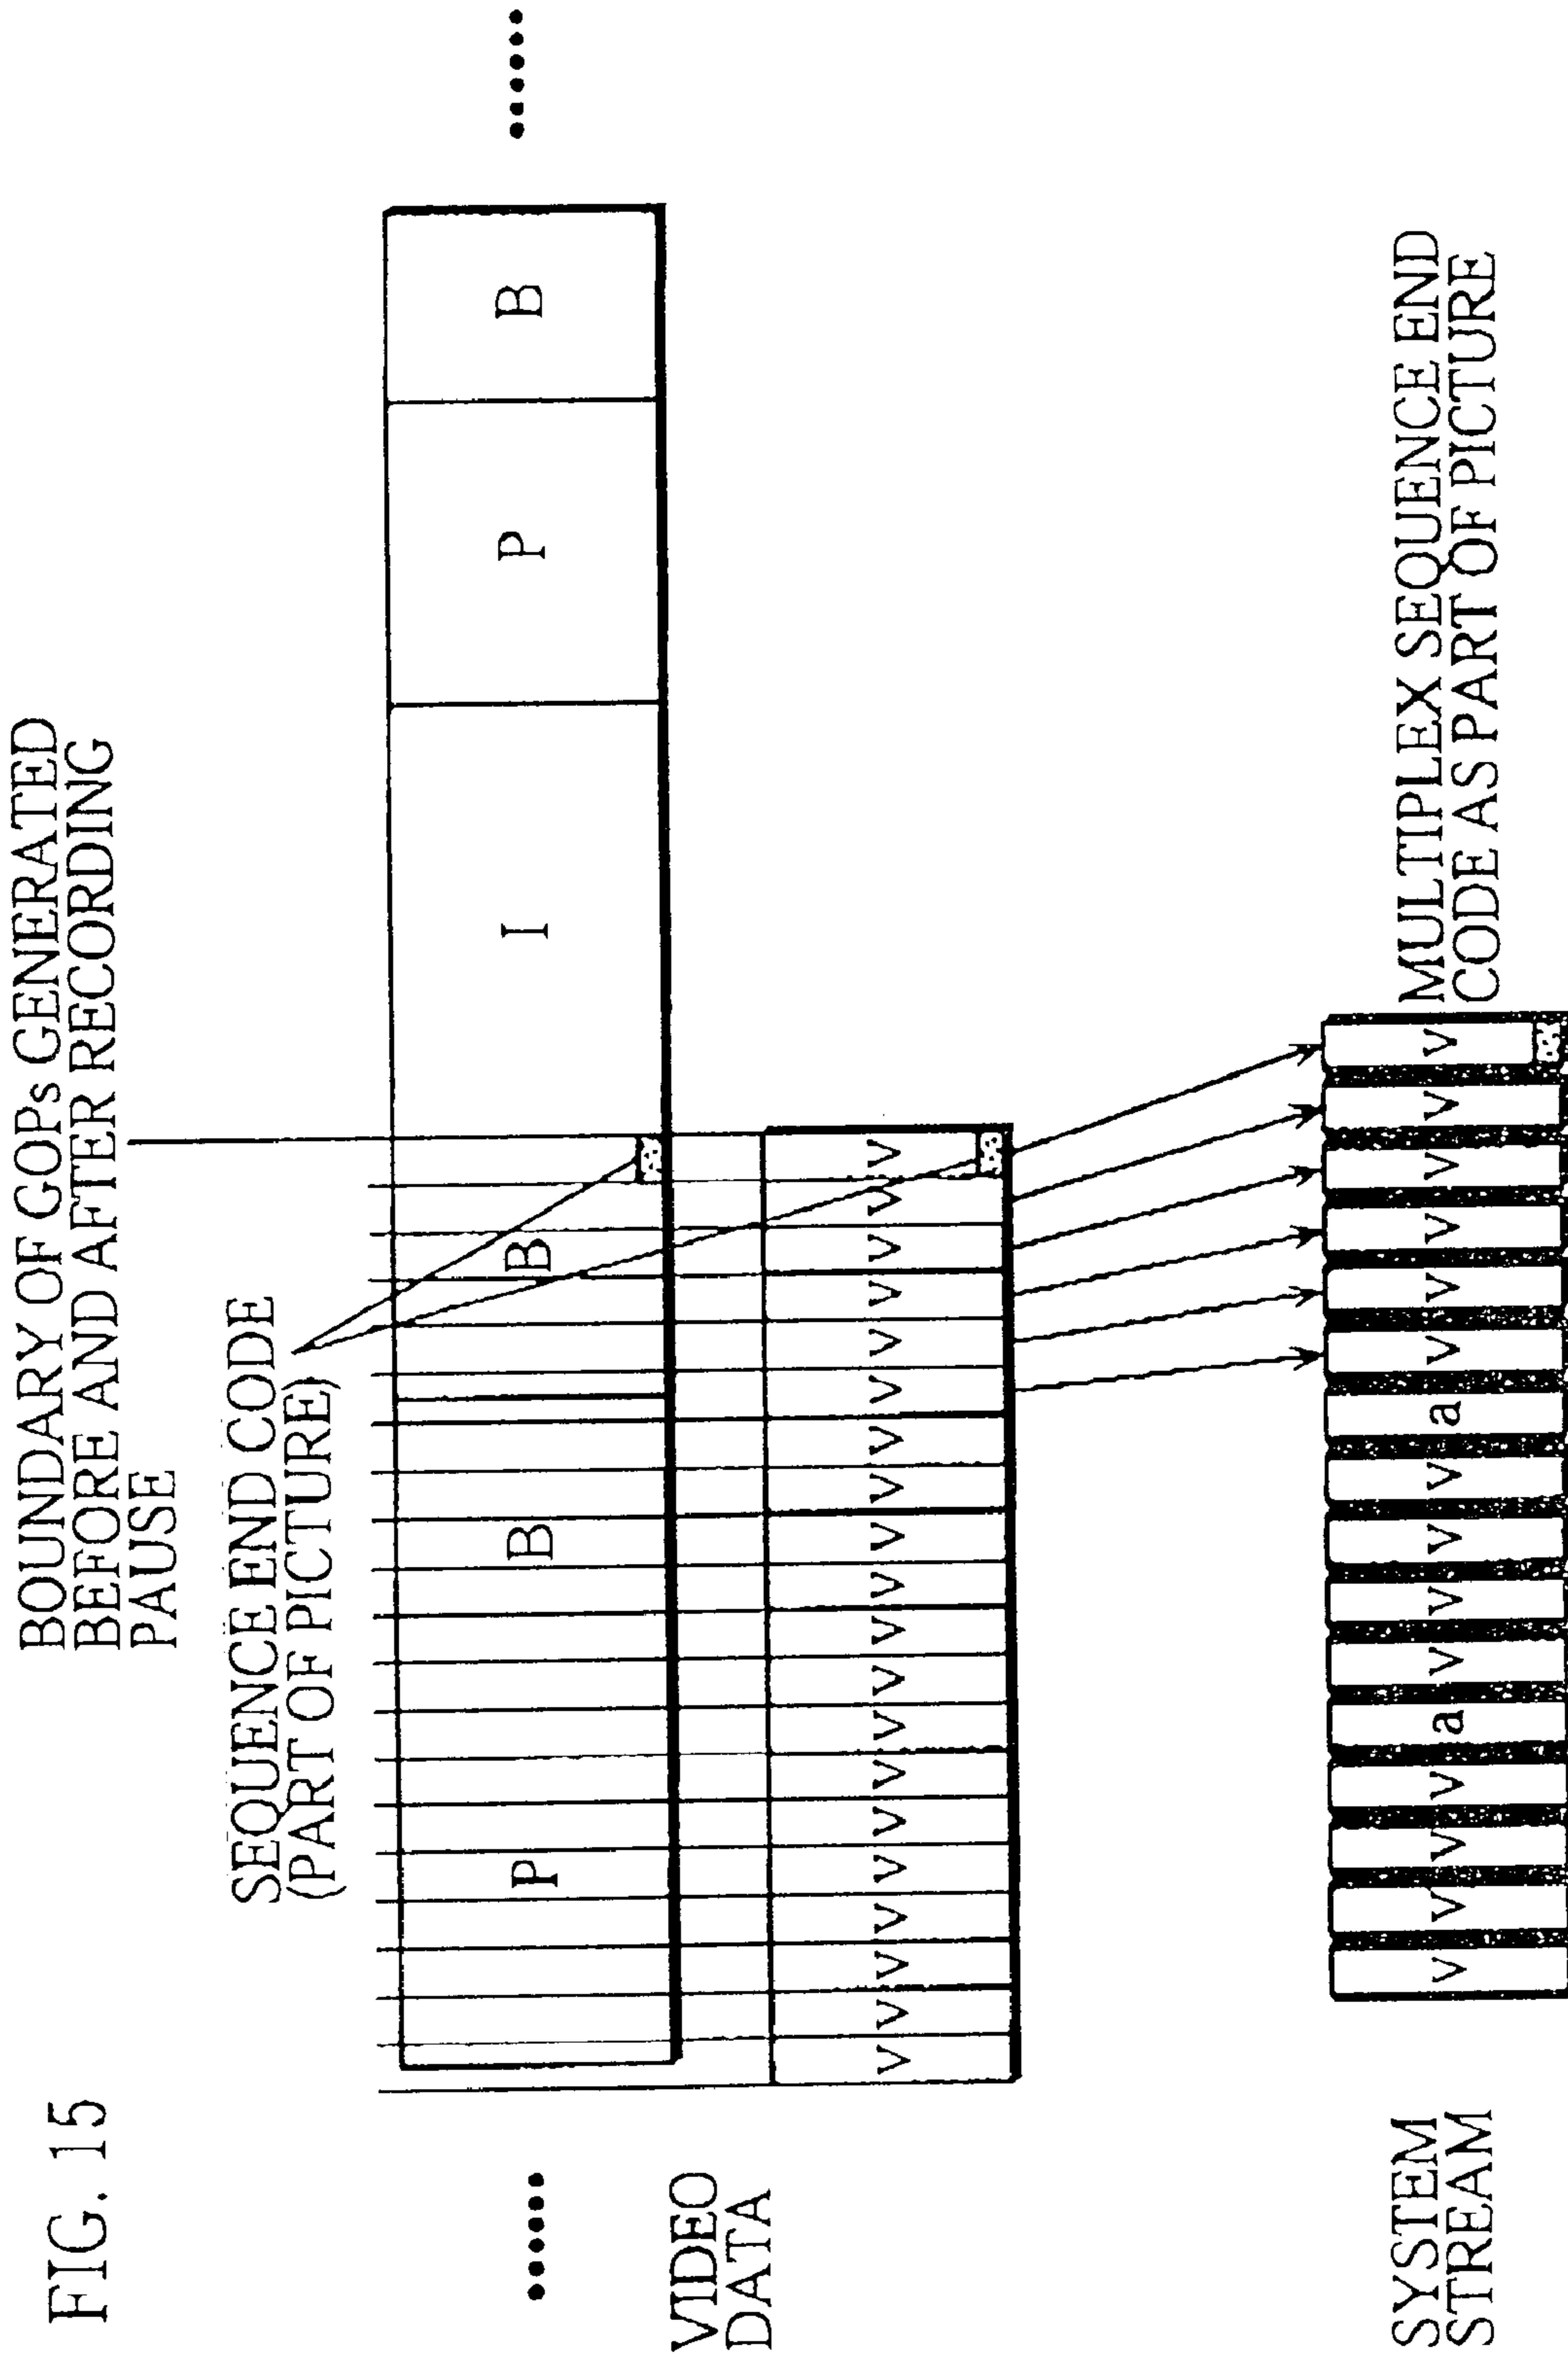 FIG. 15
BOUNDARY OF GOPs GENERATED
BEFORE AND AFTER RECORDING
PAUSE
SEQUENCE END CODE
(PART OF PICTURE)
...... P B B I P B ......
VIDEO
DATA
V V V V V V V V V V V V V V V V V V V V
SYSTEM
STREAM
V V V V a V V V V a V V V V V V
MULTIPLEX SEQUENCE END
CODE AS PART OF PICTURE